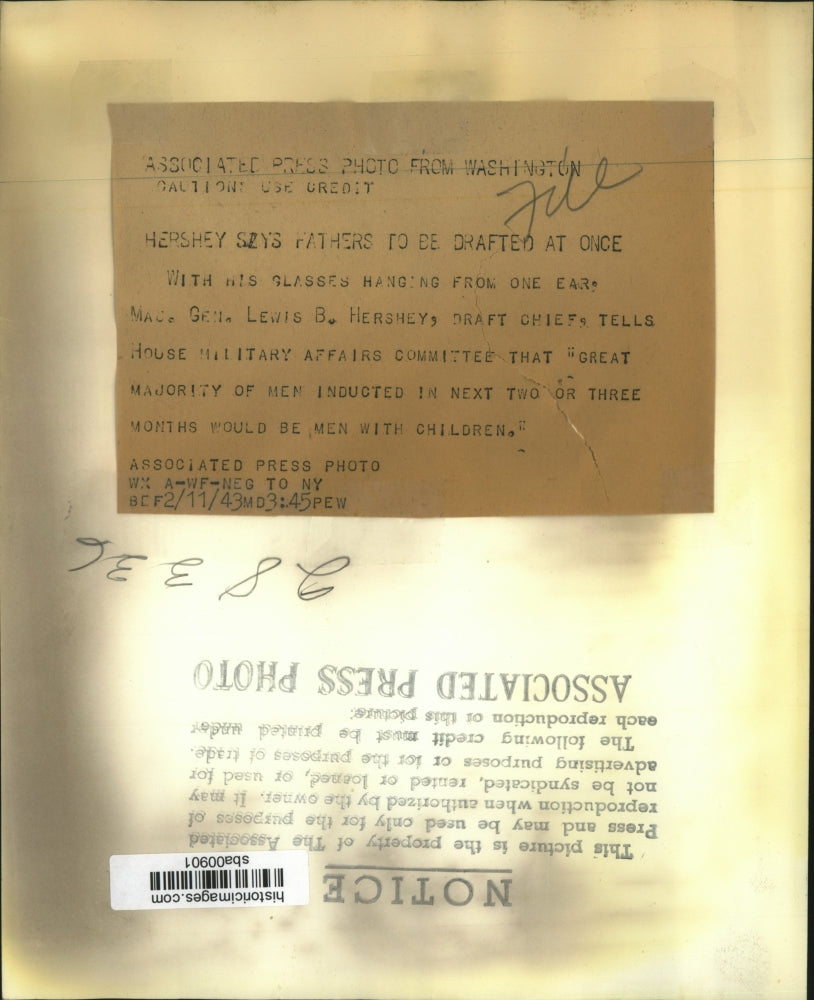 ASSOCIATED PRESS PHOTO FROM WASHINGTON
CAUTION: USE CREDIT
HERSHEY SAYS FATHERS TO BE DRAFTED AT ONCE
WITH HIS GLASSES HANGING FROM ONE EAR,
MAJ. GEN. LEWIS B. HERSHEY, DRAFT CHIEF, TELLS
HOUSE MILITARY AFFAIRS COMMITTEE THAT "GREAT
MAJORITY OF MEN INDUCTED IN NEXT TWO OR THREE
MONTHS WOULD BE MEN WITH CHILDREN."
ASSOCIATED PRESS PHOTO
WX A-WF-NEG TO NY
BEF2/11/43MD3:45PEW
28336
NOTICE
This picture is the property of The Associated
Press and may be used only for the purposes of
reproduction when authorized by the owner. It may
not be syndicated, rented or loaned, or used for
advertising purposes or for the purposes of trade.
The following credit must be printed under
each reproduction of this picture:
ASSOCIATED PRESS PHOTO
historicimages.com
sba00901